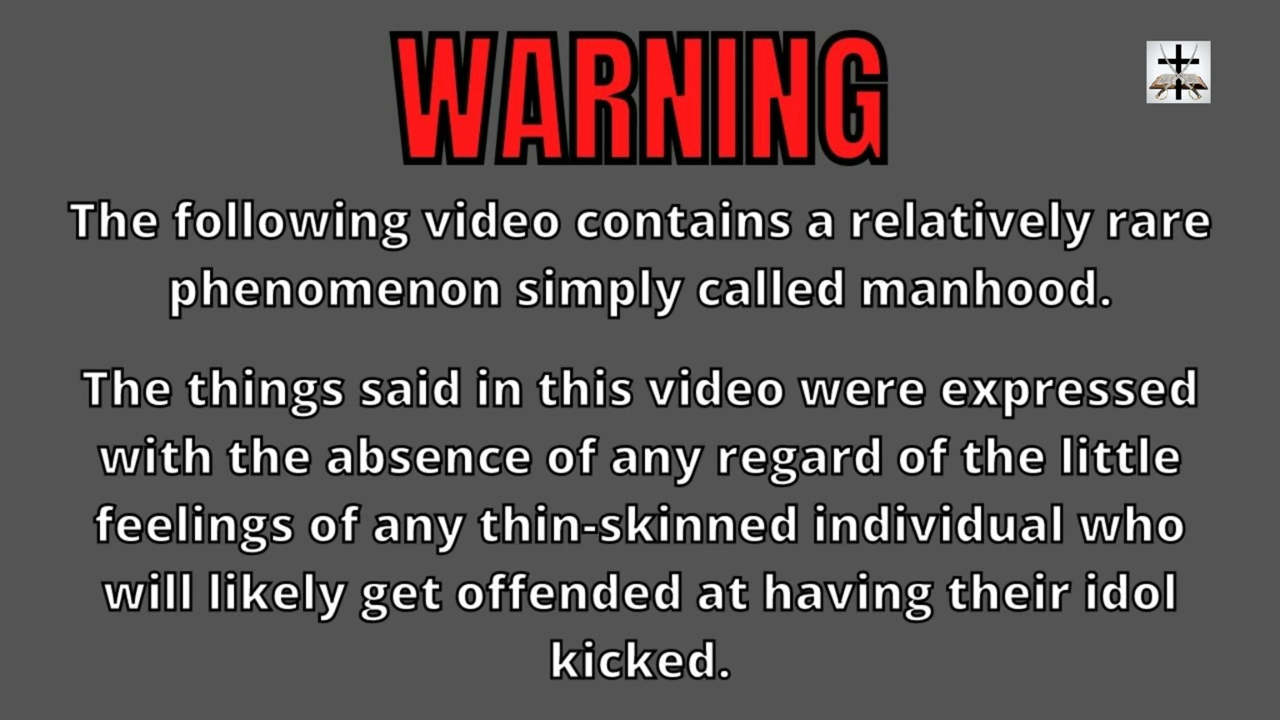 WARNING
The following video contains a relatively rare
phenomenon simply called manhood.
The things said in this video were expressed
with the absence of any regard of the little
feelings of any thin-skinned individual who
will likely get offended at having their idol
kicked.